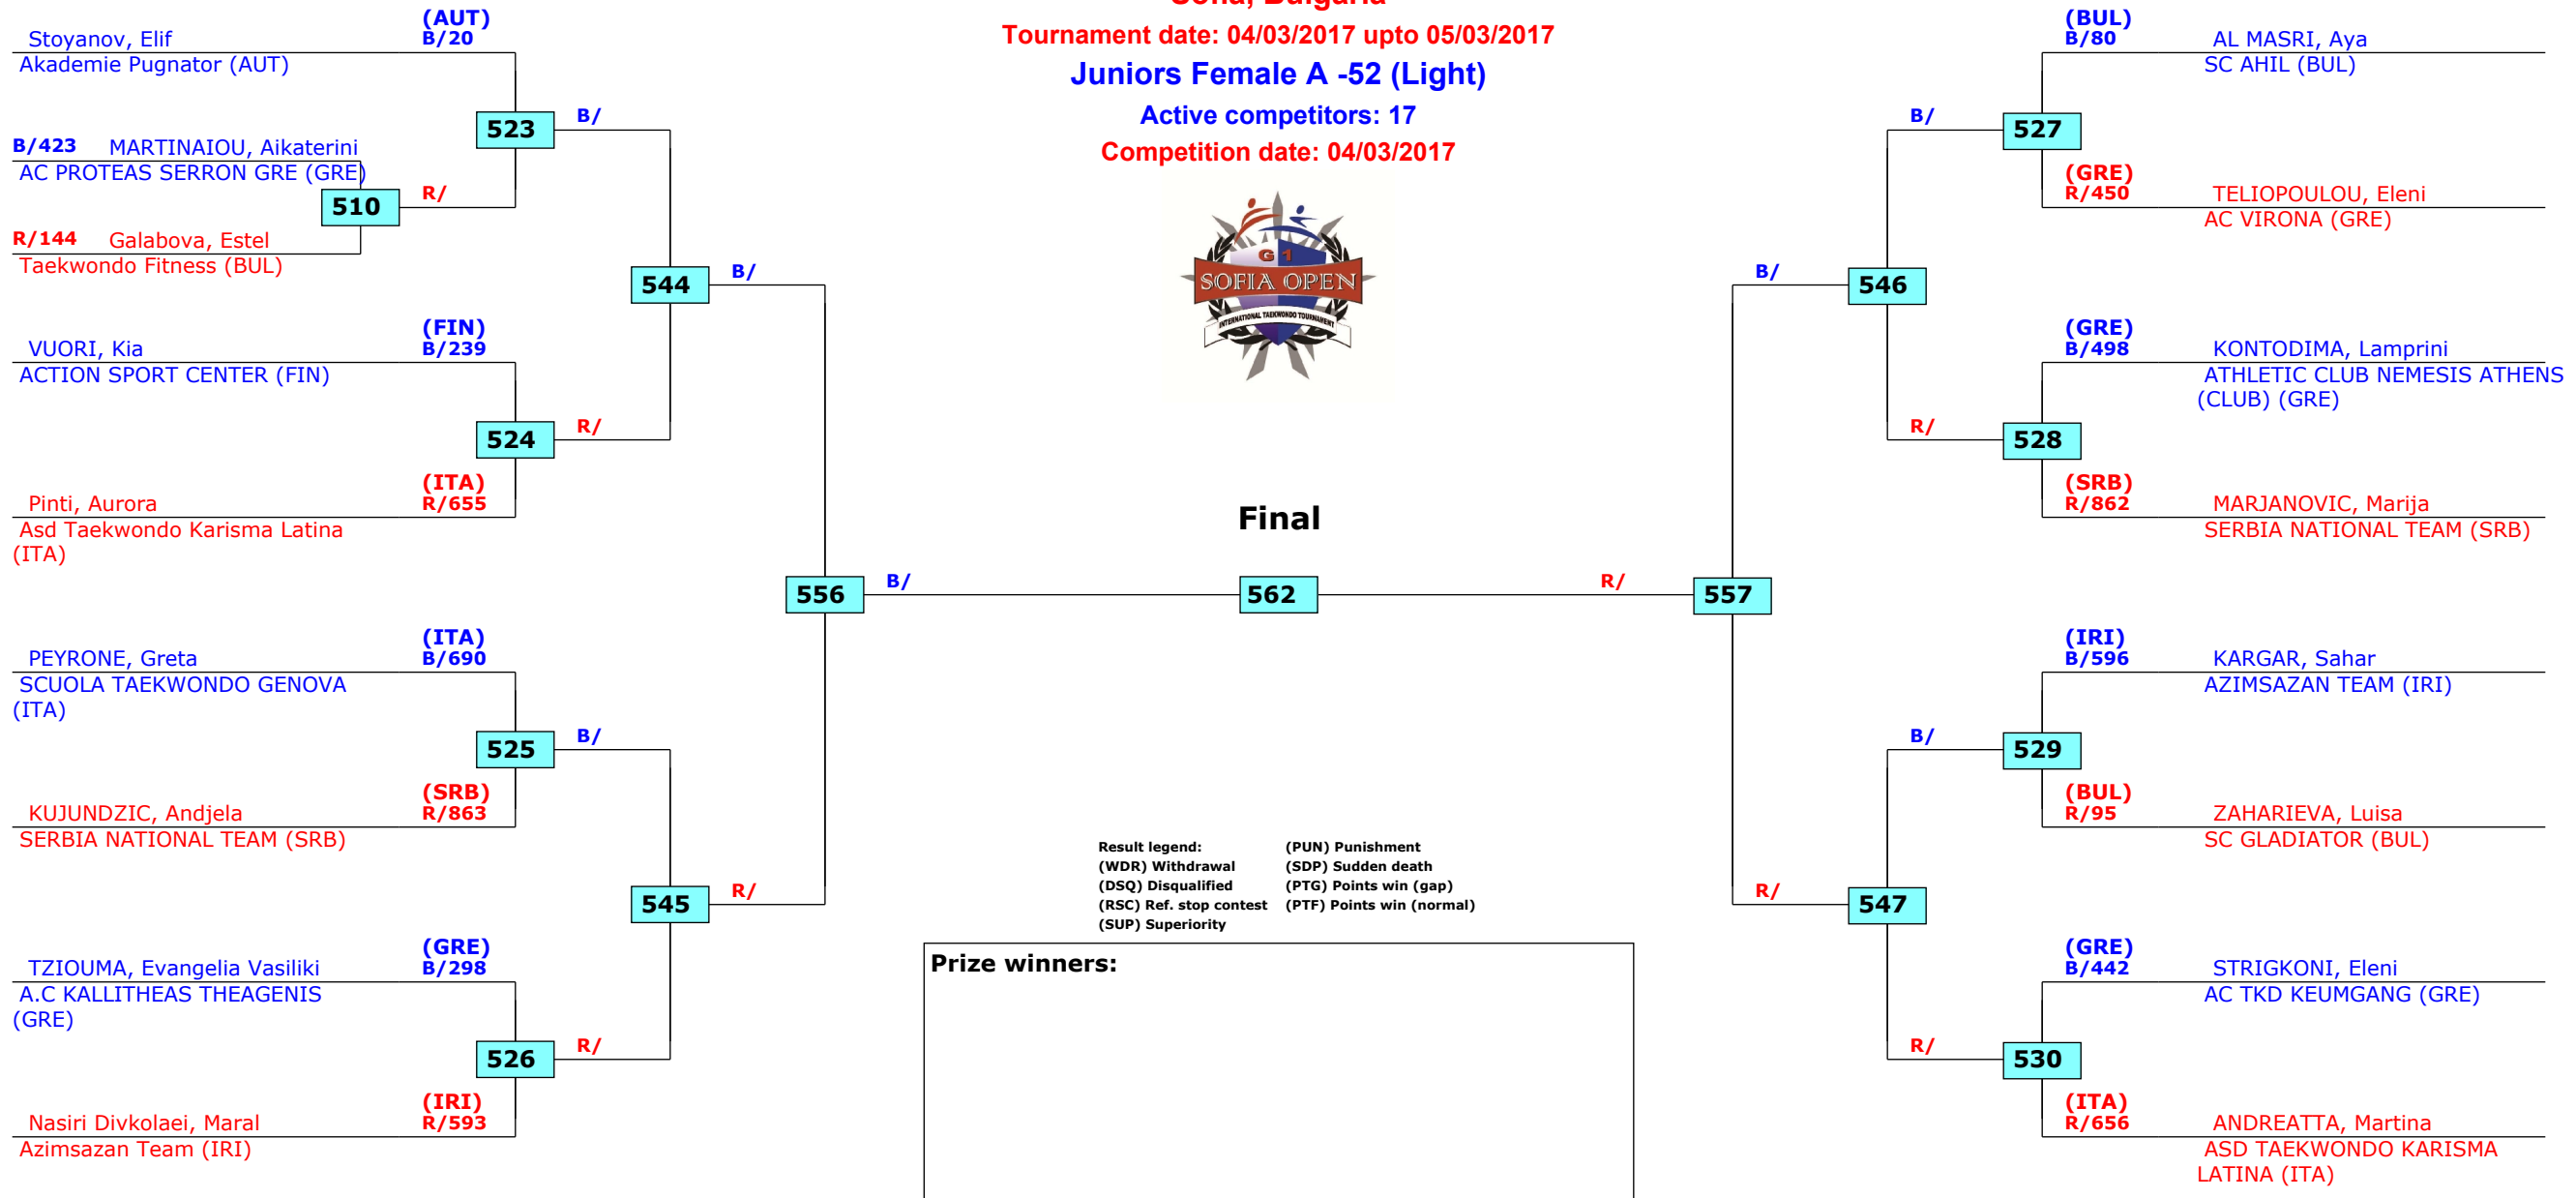 Sofia, Bulgaria
Tournament date: 04/03/2017 upto 05/03/2017
Juniors Female A -52 (Light)
Active competitors: 17
Competition date: 04/03/2017
G 1
SOFIA OPEN
INTERNATIONAL TAEKWONDO TOURNAMENT
(AUT)
Stoyanov, Elif B/20
Akademie Pugnator (AUT)
523 B/
B/423 MARTINAIOU, Aikaterini
AC PROTEAS SERRON GRE (GRE)
510 R/
R/144 Galabova, Estel
Taekwondo Fitness (BUL)
544 B/
(FIN)
VUORI, Kia B/239
ACTION SPORT CENTER (FIN)
524 R/
(ITA)
Pinti, Aurora R/655
Asd Taekwondo Karisma Latina
(ITA)
556 B/
(ITA)
PEYRONE, Greta B/690
SCUOLA TAEKWONDO GENOVA
(ITA)
525 B/
(SRB)
KUJUNDZIC, Andjela R/863
SERBIA NATIONAL TEAM (SRB)
545 R/
(GRE)
TZIOUMA, Evangelia Vasiliki B/298
A.C KALLITHEAS THEAGENIS
(GRE)
526 R/
(IRI)
Nasiri Divkolaei, Maral R/593
Azimsazan Team (IRI)
Final
562
(BUL)
B/80 AL MASRI, Aya
SC AHIL (BUL)
B/ 527
(GRE)
R/450 TELIOPOULOU, Eleni
AC VIRONA (GRE)
B/ 546
(GRE)
B/498 KONTODIMA, Lamprini
ATHLETIC CLUB NEMESIS ATHENS
(CLUB) (GRE)
R/ 528
(SRB)
R/862 MARJANOVIC, Marija
SERBIA NATIONAL TEAM (SRB)
R/ 557
(IRI)
B/596 KARGAR, Sahar
AZIMSAZAN TEAM (IRI)
B/ 529
(BUL)
R/95 ZAHARIEVA, Luisa
SC GLADIATOR (BUL)
R/ 547
(GRE)
B/442 STRIGKONI, Eleni
AC TKD KEUMGANG (GRE)
R/ 530
(ITA)
R/656 ANDREATTA, Martina
ASD TAEKWONDO KARISMA
LATINA (ITA)
Result legend: (PUN) Punishment
(WDR) Withdrawal (SDP) Sudden death
(DSQ) Disqualified (PTG) Points win (gap)
(RSC) Ref. stop contest (PTF) Points win (normal)
(SUP) Superiority
Prize winners: